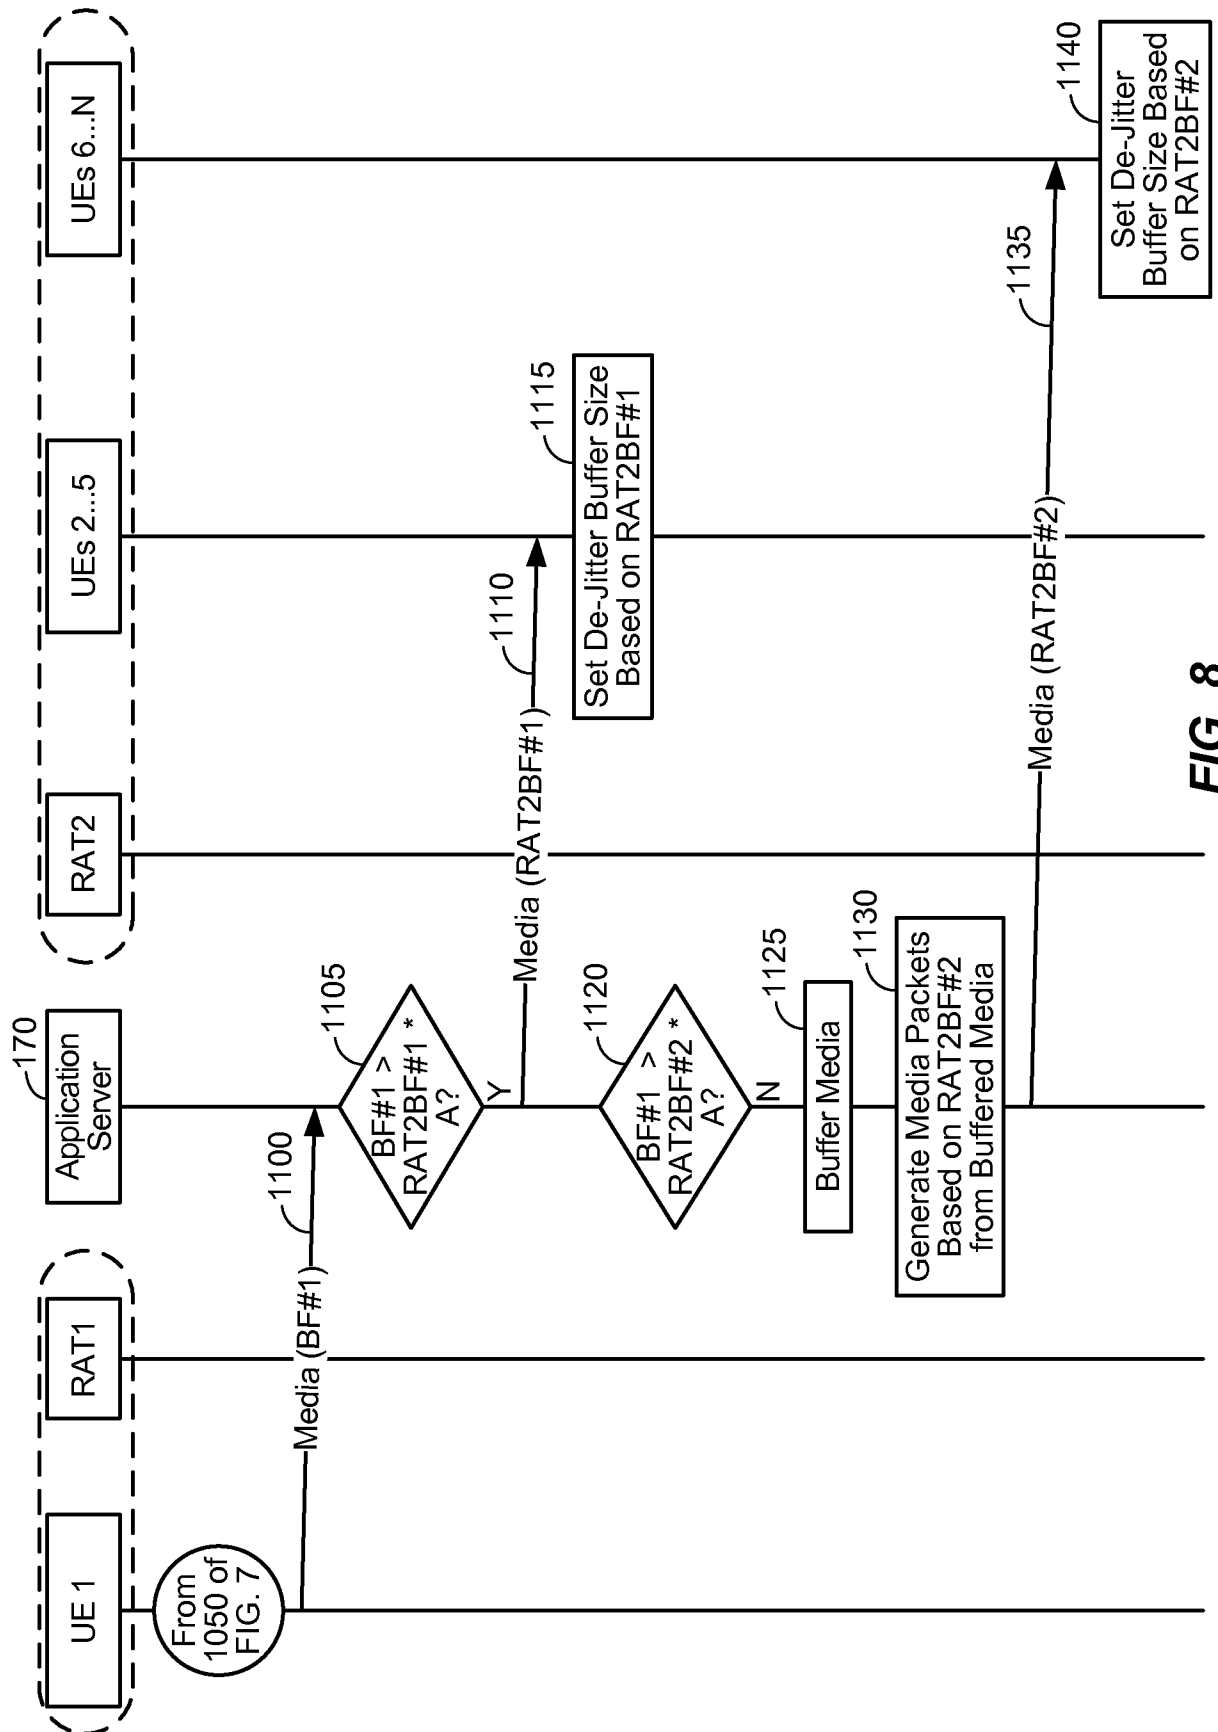 UE 1
RAT1
170
Application
Server
RAT2
UEs 2...5
UEs 6...N
From
1050 of
FIG. 7
1100
Media (BF#1)
1105
BF#1 >
RAT2BF#1 *
A?
Y
1110
Media (RAT2BF#1)
1115
Set De-Jitter Buffer Size
Based on RAT2BF#1
1120
BF#1 >
RAT2BF#2 *
A?
N
1125
Buffer Media
1130
Generate Media Packets
Based on RAT2BF#2
from Buffered Media
1135
Media (RAT2BF#2)
1140
Set De-Jitter
Buffer Size Based
on RAT2BF#2
FIG. 8